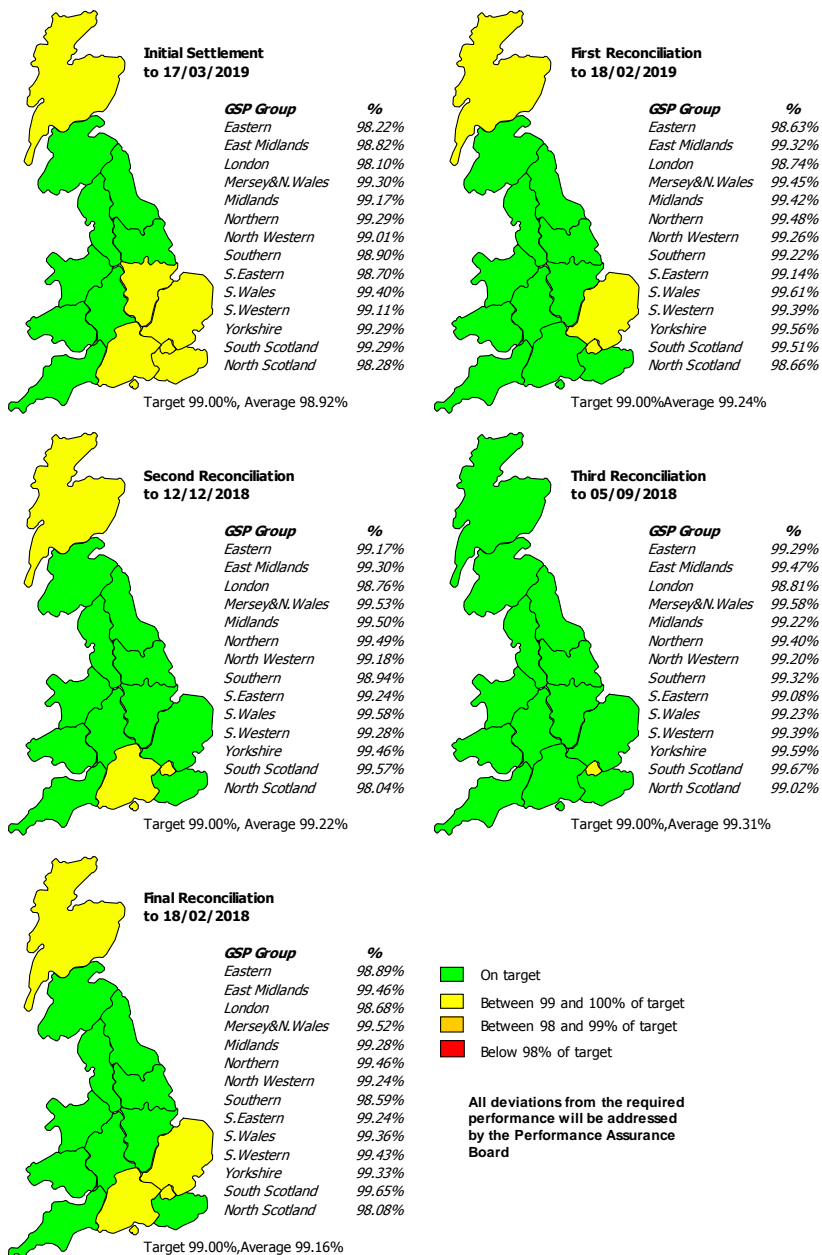 Initial Settlement
to 17/03/2019
GSP Group %
Eastern 98.22%
East Midlands 98.82%
London 98.10%
Mersey&N.Wales 99.30%
Midlands 99.17%
Northern 99.29%
North Western 99.01%
Southern 98.90%
S.Eastern 98.70%
S.Wales 99.40%
S.Western 99.11%
Yorkshire 99.29%
South Scotland 99.29%
North Scotland 98.28%
Target 99.00%, Average 98.92%
First Reconciliation
to 18/02/2019
GSP Group %
Eastern 98.63%
East Midlands 99.32%
London 98.74%
Mersey&N.Wales 99.45%
Midlands 99.42%
Northern 99.48%
North Western 99.26%
Southern 99.22%
S.Eastern 99.14%
S.Wales 99.61%
S.Western 99.39%
Yorkshire 99.56%
South Scotland 99.51%
North Scotland 98.66%
Target 99.00%Average 99.24%
Second Reconciliation
to 12/12/2018
GSP Group %
Eastern 99.17%
East Midlands 99.30%
London 98.76%
Mersey&N.Wales 99.53%
Midlands 99.50%
Northern 99.49%
North Western 99.18%
Southern 98.94%
S.Eastern 99.24%
S.Wales 99.58%
S.Western 99.28%
Yorkshire 99.46%
South Scotland 99.57%
North Scotland 98.04%
Target 99.00%, Average 99.22%
Third Reconciliation
to 05/09/2018
GSP Group %
Eastern 99.29%
East Midlands 99.47%
London 98.81%
Mersey&N.Wales 99.58%
Midlands 99.22%
Northern 99.40%
North Western 99.20%
Southern 99.32%
S.Eastern 99.08%
S.Wales 99.23%
S.Western 99.39%
Yorkshire 99.59%
South Scotland 99.67%
North Scotland 99.02%
Target 99.00%,Average 99.31%
Final Reconciliation
to 18/02/2018
GSP Group %
Eastern 98.89%
East Midlands 99.46%
London 98.68%
Mersey&N.Wales 99.52%
Midlands 99.28%
Northern 99.46%
North Western 99.24%
Southern 98.59%
S.Eastern 99.24%
S.Wales 99.36%
S.Western 99.43%
Yorkshire 99.33%
South Scotland 99.65%
North Scotland 98.08%
Target 99.00%,Average 99.16%
On target
Between 99 and 100% of target
Between 98 and 99% of target
Below 98% of target
All deviations from the required
performance will be addressed
by the Performance Assurance
Board